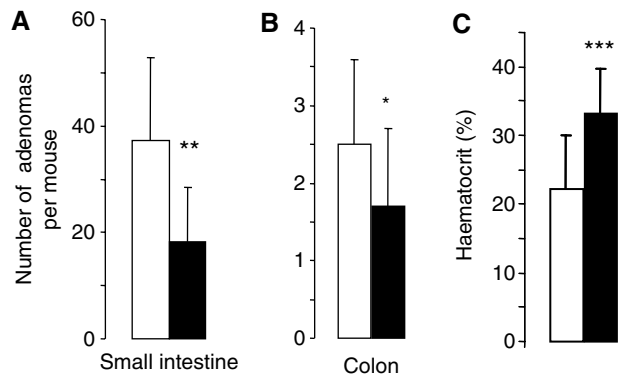 A
Number of adenomas
per mouse
60
40
20
0
**
Small intestine
B
4
3
2
1
0
*
Colon
C
Haematocrit (%)
40
30
20
10
0
***